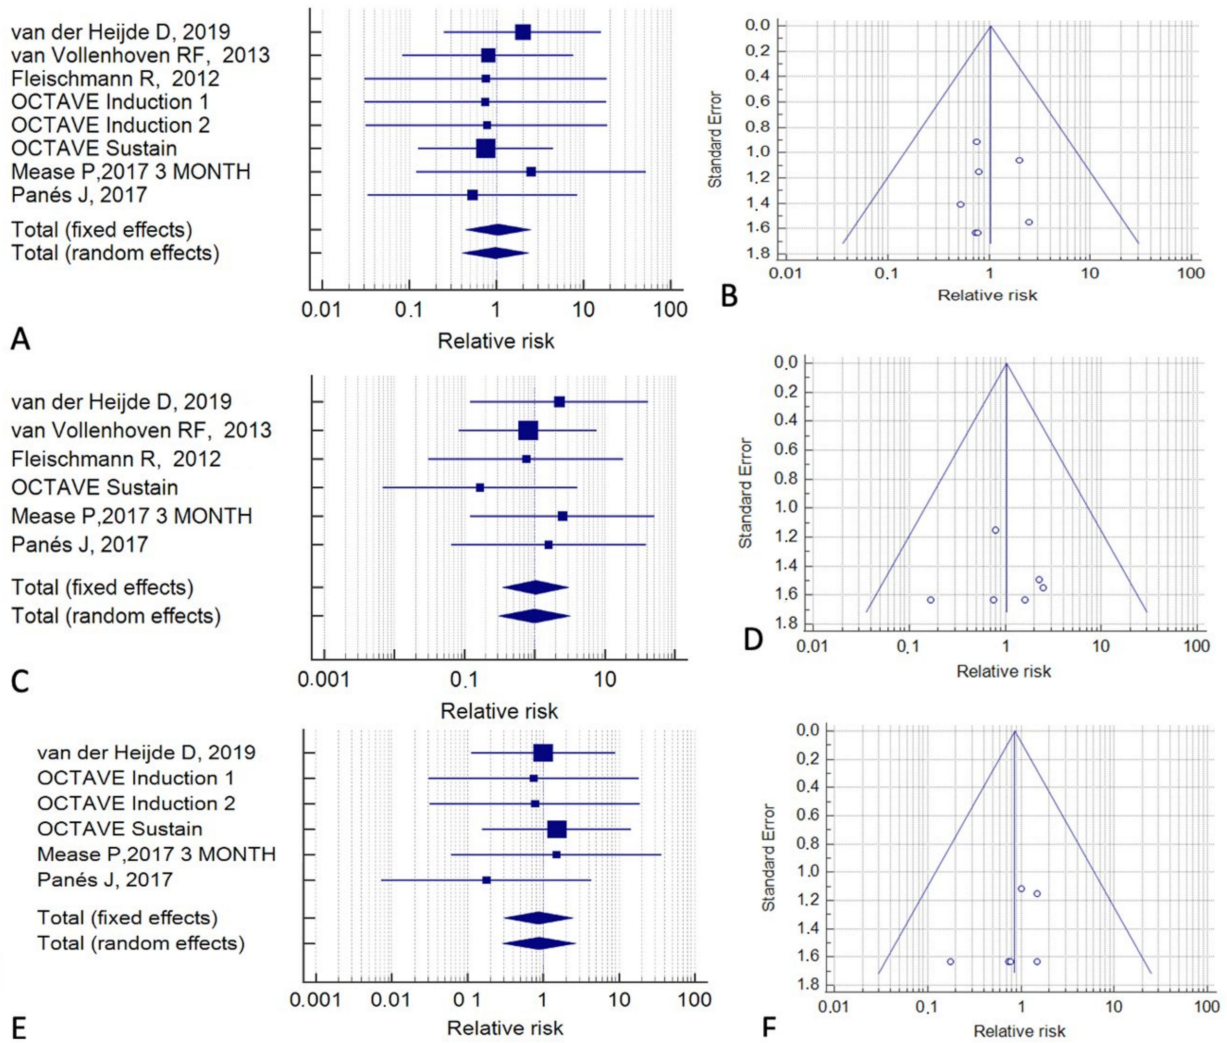 van der Heijde D, 2019
van Vollenhoven RF, 2013
Fleischmann R, 2012
OCTAVE Induction 1
OCTAVE Induction 2
OCTAVE Sustain
Mease P,2017 3 MONTH
Panés J, 2017
Total (fixed effects)
Total (random effects)
0.01 0.1 1 10 100
Relative risk
A
0.0
0.2
0.4
0.6
0.8
1.0
1.2
1.4
1.6
1.8
Standard Error
0.01 0.1 1 10 100
Relative risk
B
van der Heijde D, 2019
van Vollenhoven RF, 2013
Fleischmann R, 2012
OCTAVE Sustain
Mease P,2017 3 MONTH
Panés J, 2017
Total (fixed effects)
Total (random effects)
0.001 0.1 10
Relative risk
C
0.0
0.2
0.4
0.6
0.8
1.0
1.2
1.4
1.6
1.8
Standard Error
0.01 0.1 1 10 100
Relative risk
D
van der Heijde D, 2019
OCTAVE Induction 1
OCTAVE Induction 2
OCTAVE Sustain
Mease P,2017 3 MONTH
Panés J, 2017
Total (fixed effects)
Total (random effects)
0.001 0.01 0.1 1 10 100
Relative risk
E
0.0
0.2
0.4
0.6
0.8
1.0
1.2
1.4
1.6
1.8
Standard Error
0.01 0.1 1 10 100
Relative risk
F